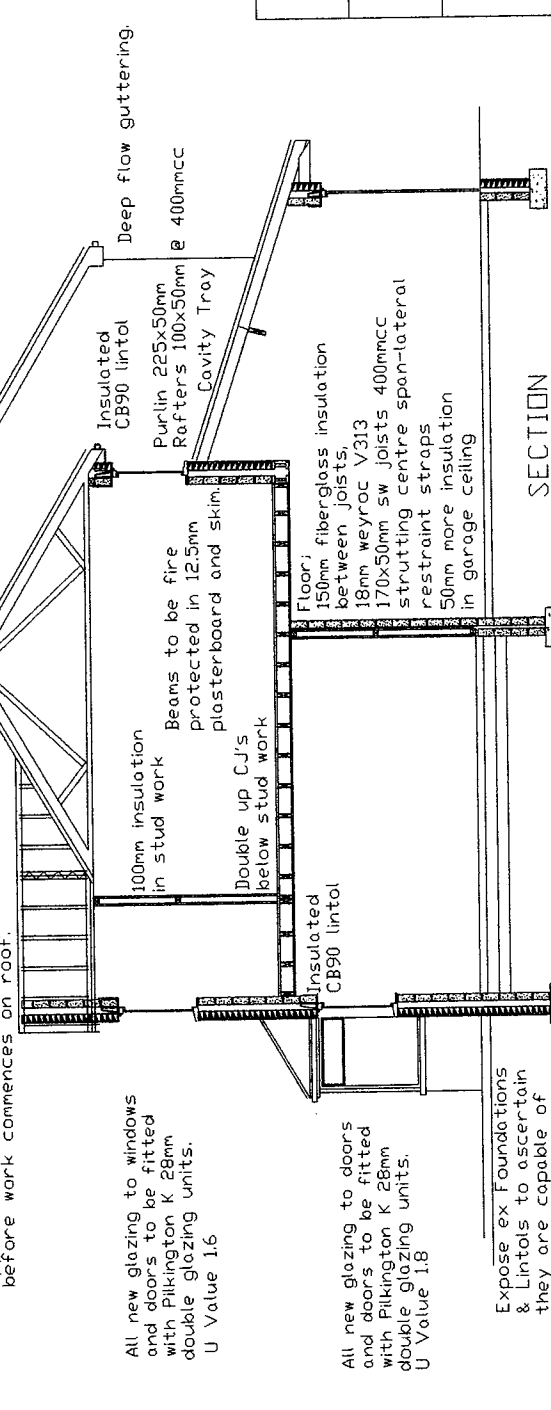 before work commences on roof.
All new glazing to windows
and doors to be fitted
with Pilkington K 28mm
double glazing units.
U Value 1.6
100mm insulation
in stud work
Beams to be fire
protected in 12.5mm
plasterboard and skim.
Double up CJ's
below stud work
Insulated
CB90 lintol
Deep flow guttering.
Purlin 225x50mm
Rafters 100x50mm @ 400mmcc
Cavity Tray
Insulated
CB90 lintol
All new glazing to doors
and doors to be fitted
with Pilkington K 28mm
double glazing units.
U Value 1.8
Floor;
150mm fiberglass insulation
between joists,
18mm weyroc V313
170x50mm sw joists 400mmcc
strutting centre span-lateral
restraint straps
50mm more insulation
in garage ceiling
Expose ex Foundations
& Lintols to ascertain
they are capable of
SECTION